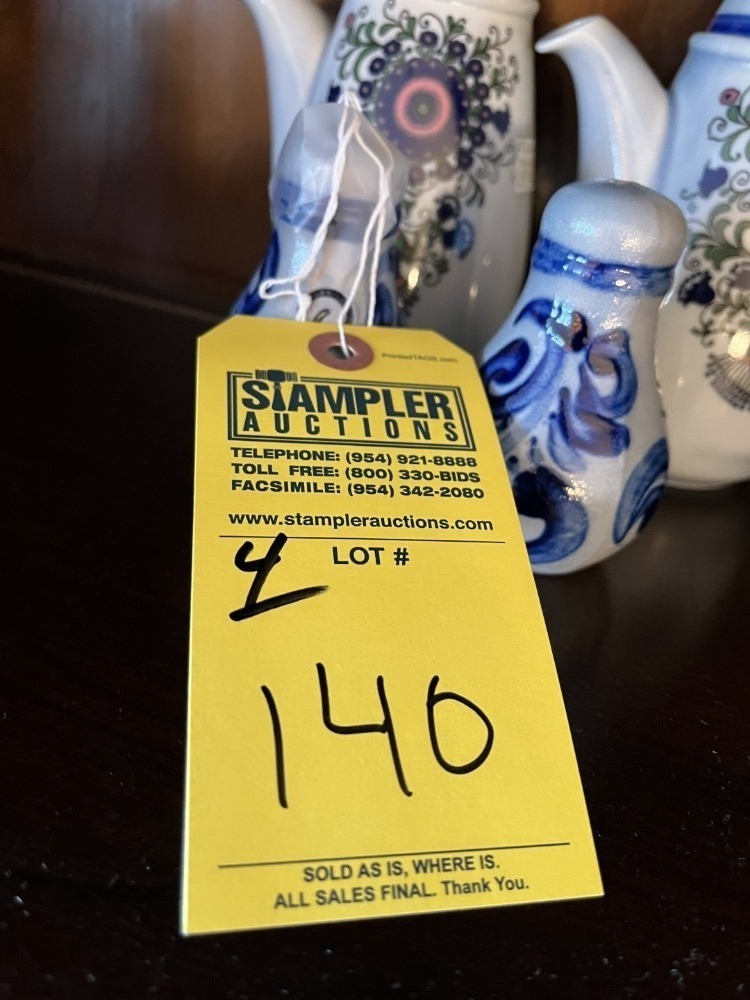 PrintedTAGS.com
STAMPLER
AUCTIONS
TELEPHONE: (954) 921-8888
TOLL FREE: (800) 330-BIDS
FACSIMILE: (954) 342-2080
www.stamplerauctions.com
4 LOT #
140
SOLD AS IS, WHERE IS.
ALL SALES FINAL. Thank You.